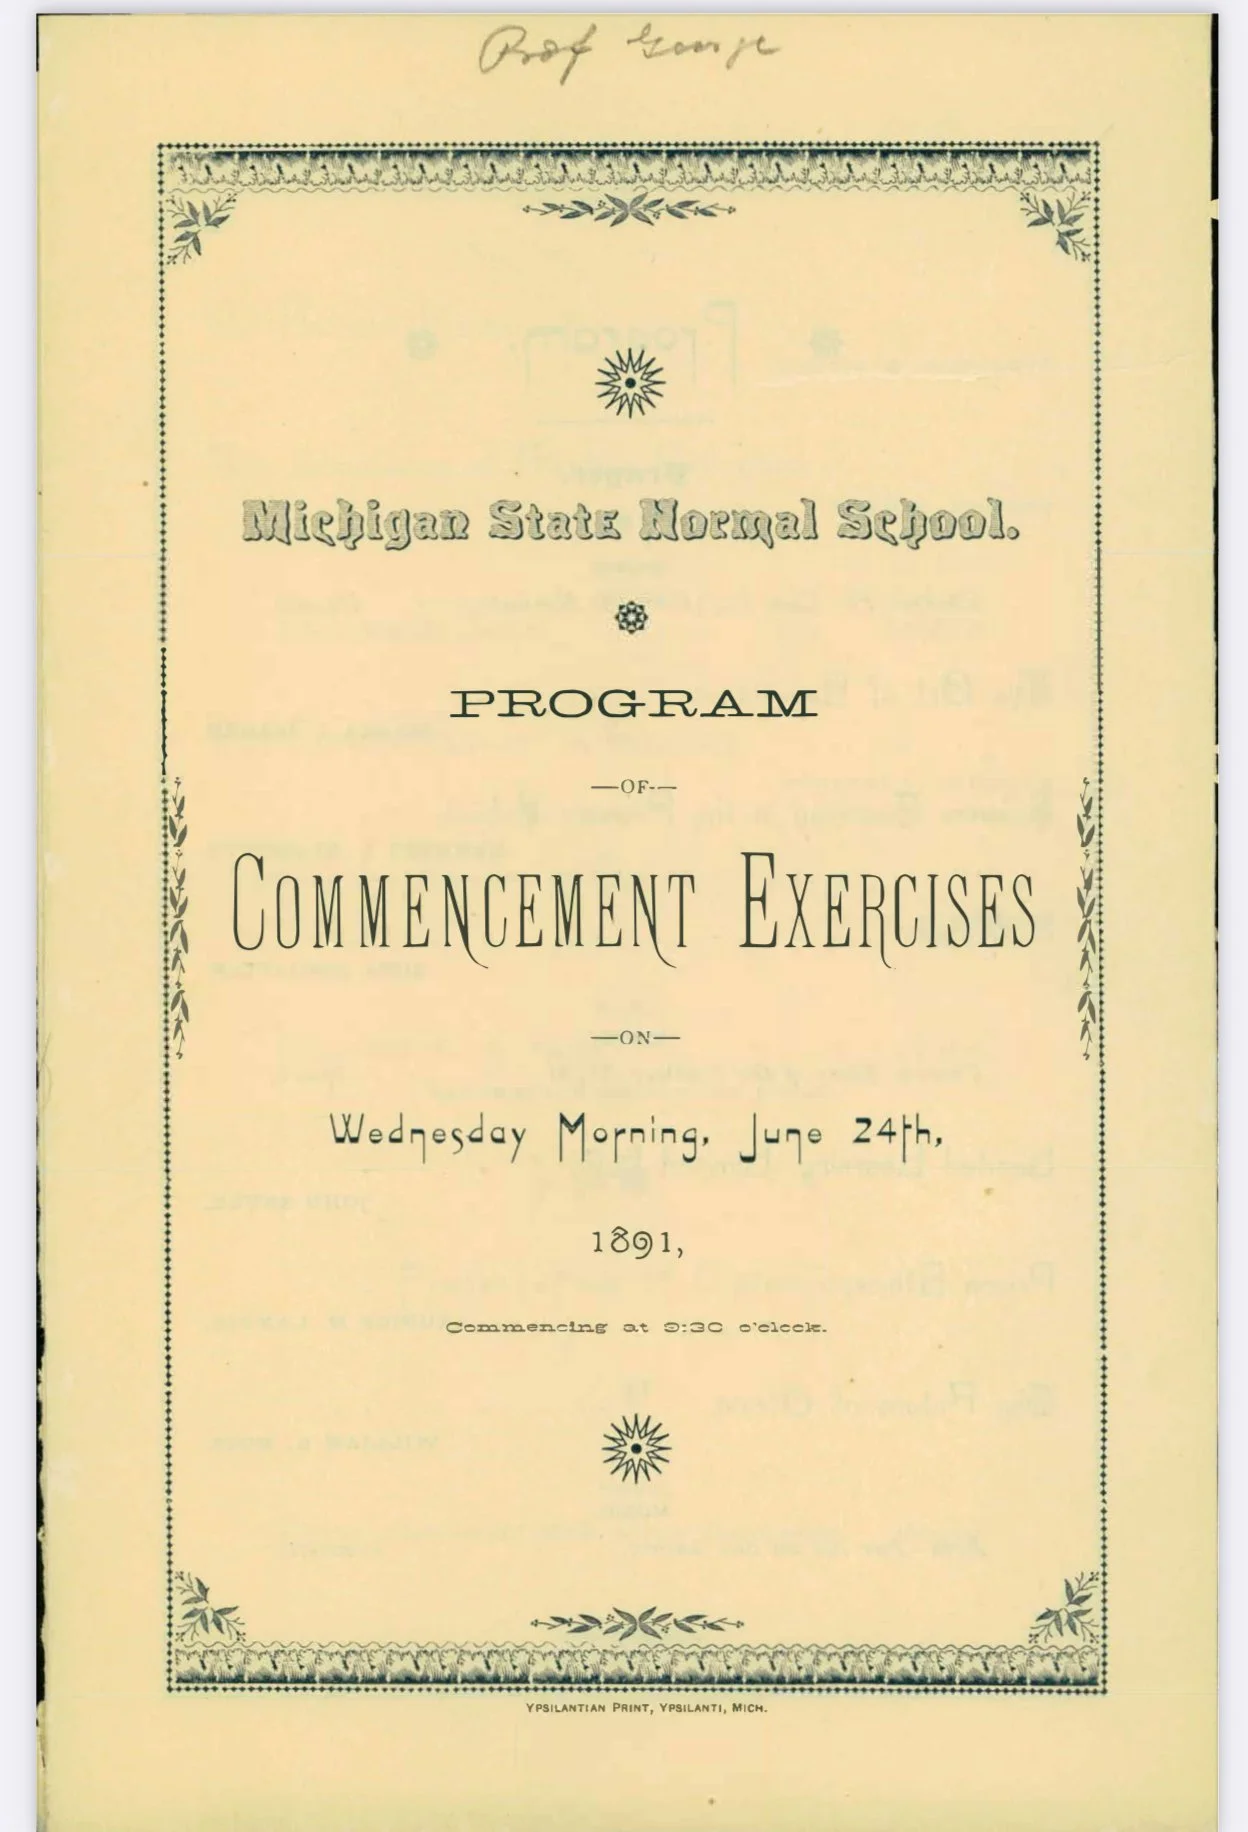 Prof George
Michigan State Normal School.
PROGRAM
—OF-—
COMMENCEMENT EXERCISES
—ON—
Wednesday Morning, June 24th,
1891,
Commencing at 9:30 o'clock.
YPSILANTIAN PRINT, YPSILANTI, MICH.